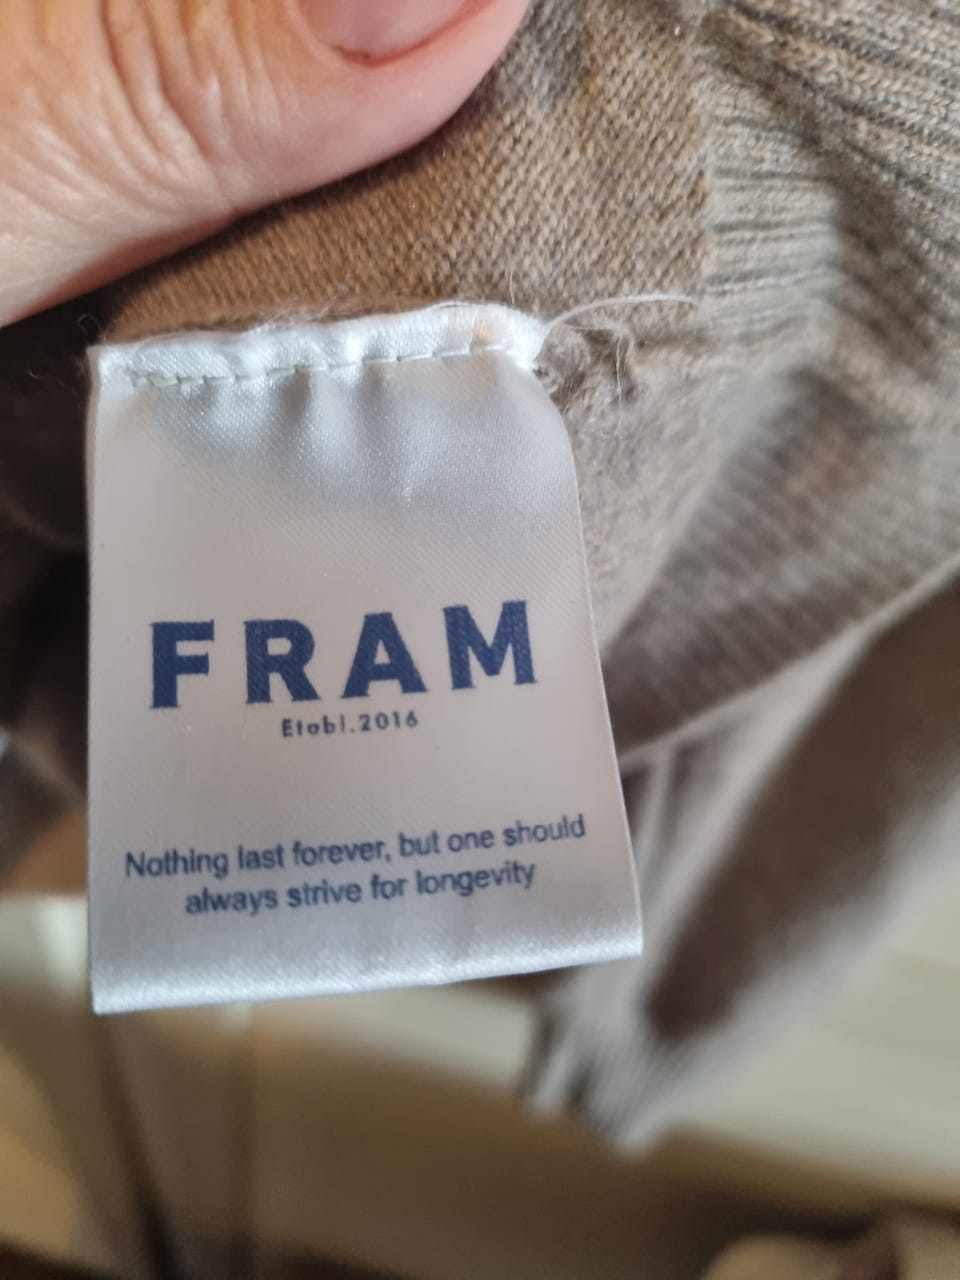 FRAM
Etabl.2016
Nothing last forever, but one should
always strive for longevity